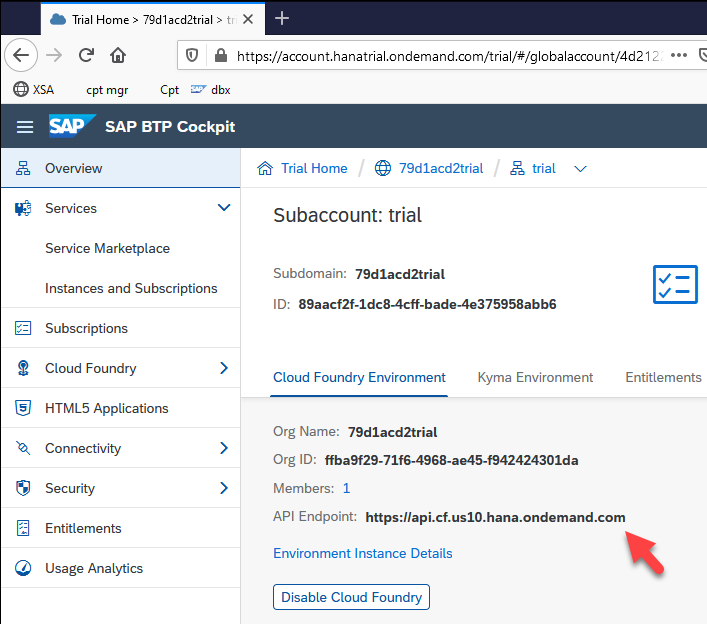 Trial Home > 79d1acd2trial > tri
https://account.hanatrial.ondemand.com/trial/#/globalaccount/4d212
XSA cpt mgr Cpt dbx
SAP SAP BTP Cockpit
Overview
Services
Service Marketplace
Instances and Subscriptions
Subscriptions
Cloud Foundry
HTML5 Applications
Connectivity
Security
Entitlements
Usage Analytics
Trial Home / 79d1acd2trial / trial
Subaccount: trial
Subdomain: 79d1acd2trial
ID: 89aacf2f-1dc8-4cff-bade-4e375958abb6
Cloud Foundry Environment Kyma Environment Entitlements
Org Name: 79d1acd2trial
Org ID: ffba9f29-71f6-4968-ae45-f942424301da
Members: 1
API Endpoint: https://api.cf.us10.hana.ondemand.com
Environment Instance Details
Disable Cloud Foundry